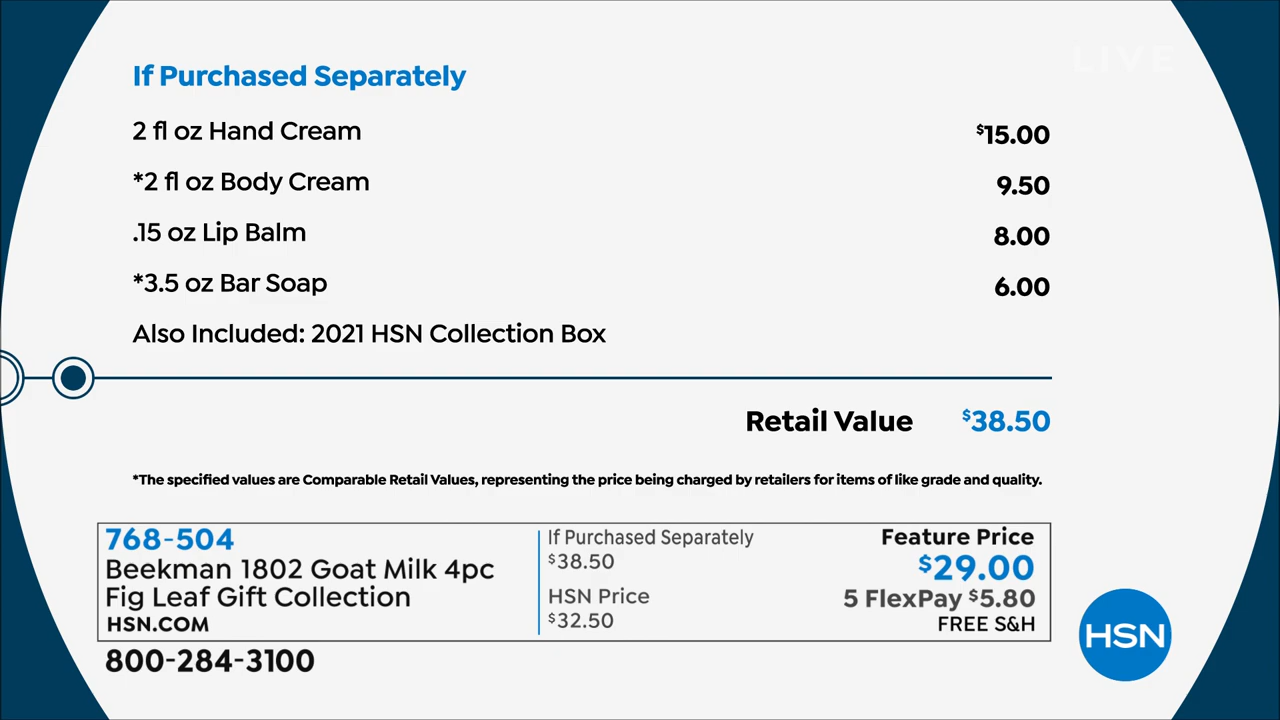 LIVE
If Purchased Separately
2 fl oz Hand Cream $15.00
*2 fl oz Body Cream 9.50
.15 oz Lip Balm 8.00
*3.5 oz Bar Soap 6.00
Also Included: 2021 HSN Collection Box
Retail Value $38.50
*The specified values are Comparable Retail Values, representing the price being charged by retailers for items of like grade and quality.
768-504
Beekman 1802 Goat Milk 4pc
Fig Leaf Gift Collection
HSN.COM
If Purchased Separately
$38.50
HSN Price
$32.50
Feature Price
$29.00
5 FlexPay $5.80
FREE S&H
800-284-3100
HSN